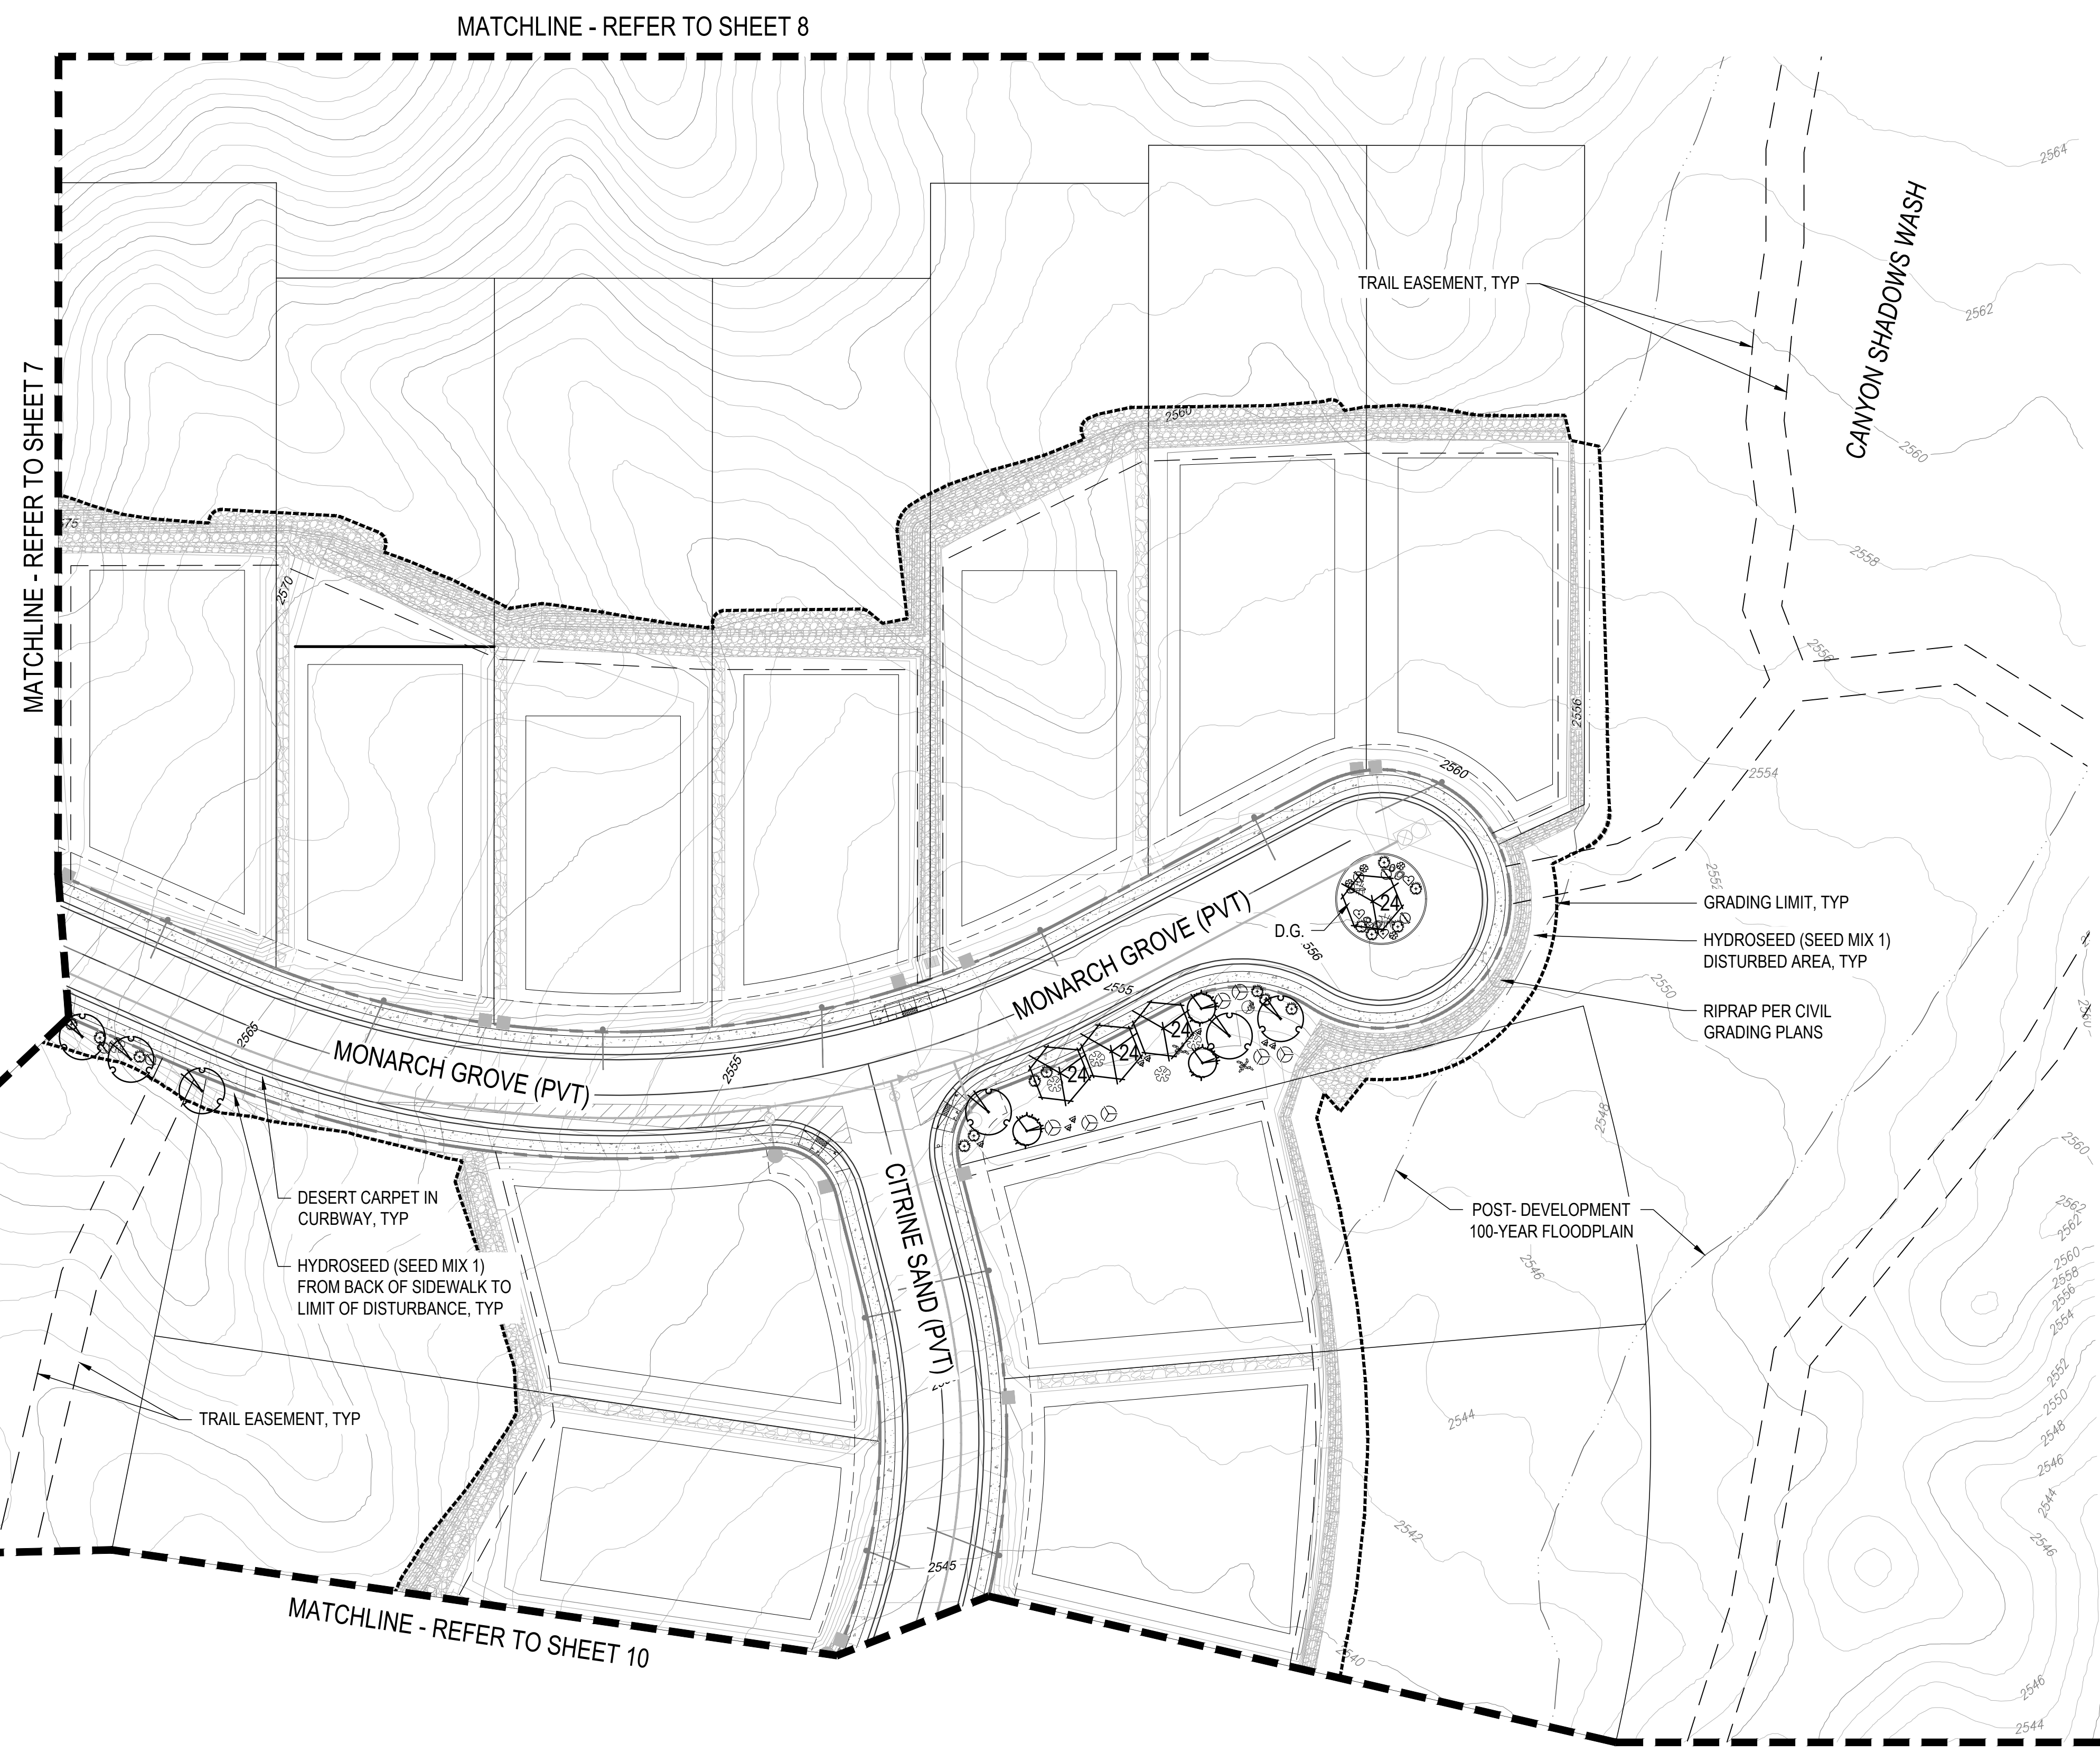 MATCHLINE - REFER TO SHEET 8
MATCHLINE - REFER TO SHEET 7
CANYON SHADOWS WASH
TRAIL EASEMENT, TYP
2564
2562
2560
2560
2558
2570
2556
2556
2554
2560
2550
24
D.G.
2555
MONARCH GROVE (PVT)
GRADING LIMIT, TYP
HYDROSEED (SEED MIX 1)
DISTURBED AREA, TYP
RIPRAP PER CIVIL
GRADING PLANS
2565
MONARCH GROVE (PVT)
2555
24
24
24
2548
2560
2560
CITRINE SAND (PVT)
DESERT CARPET IN
CURBWAY, TYP
HYDROSEED (SEED MIX 1)
FROM BACK OF SIDEWALK TO
LIMIT OF DISTURBANCE, TYP
POST- DEVELOPMENT
100-YEAR FLOODPLAIN
2546
2562
2562
2560
2558
2556
2554
2552
2550
2548
2546
2544
2546
TRAIL EASEMENT, TYP
2544
2542
2545
2540
2546
2544
MATCHLINE - REFER TO SHEET 10